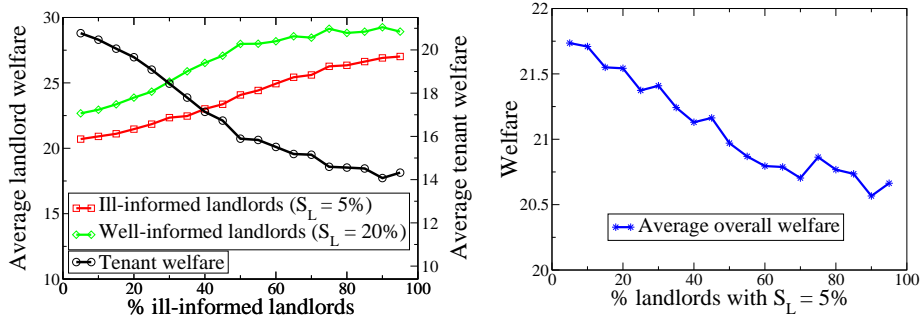 30
25
20
15
10
Average landlord welfare
20
18
16
14
12
10
Average tenant welfare
Ill-informed landlords (S_L = 5%)
Well-informed landlords (S_L = 20%)
Tenant welfare
0 20 40 60 80 100
% ill-informed landlords
22
21.5
21
20.5
20
Welfare
Average overall welfare
0 20 40 60 80 100
% landlords with S_L = 5%